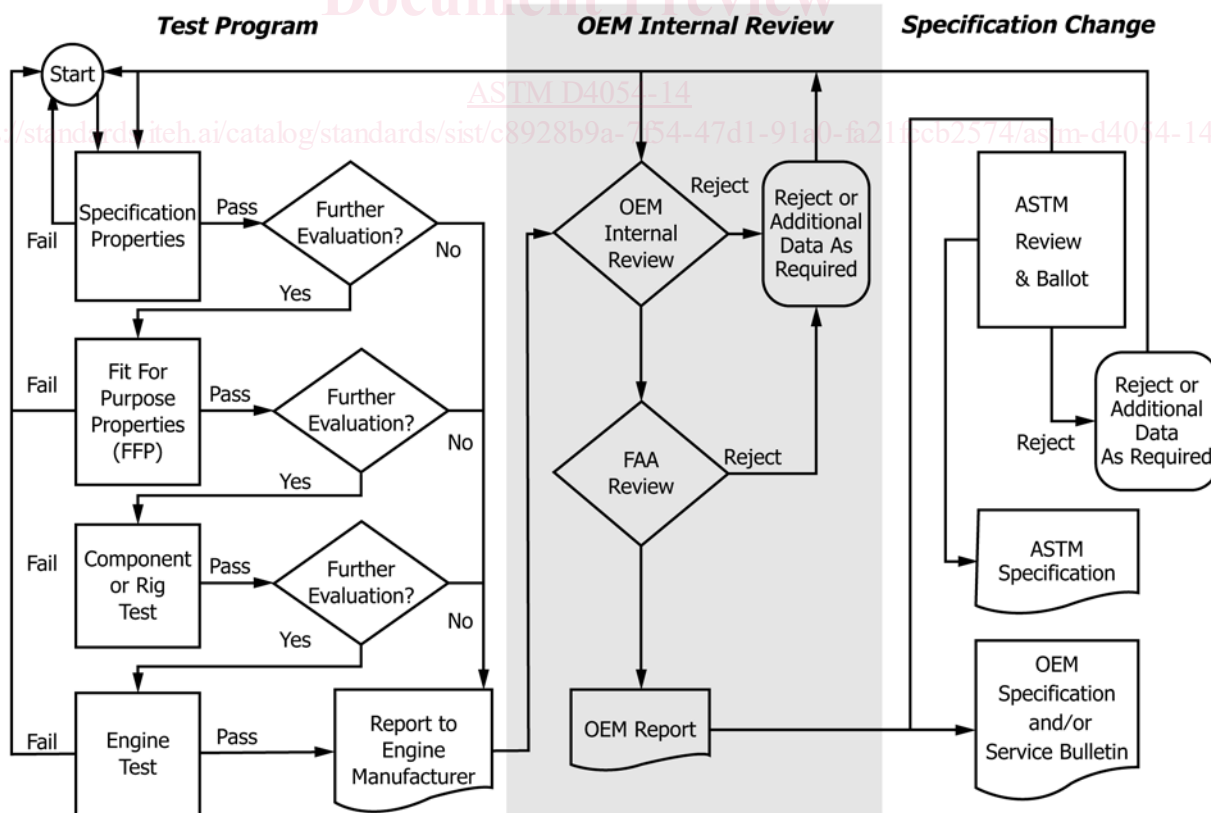 Document Preview
Test Program
OEM Internal Review
Specification Change
Start
ASTM D4054-14
://standards.iteh.ai/catalog/standards/sist/c8928b9a-7f54-47d1-91a0-fa21fccb2574/astm-d4054-14
Specification
Properties
Pass
Fail
Further
Evaluation?
No
Yes
Fit For
Purpose
Properties
(FFP)
Pass
Fail
Further
Evaluation?
No
Yes
Component
or Rig
Test
Pass
Fail
Further
Evaluation?
No
Yes
Engine
Test
Fail
Pass
Report to
Engine
Manufacturer
OEM
Internal
Review
Reject
Reject or
Additional
Data As
Required
FAA
Review
Reject
OEM Report
ASTM
Review
& Ballot
Reject
Reject or
Additional
Data
As Required
ASTM
Specification
OEM
Specification
and/or
Service Bulletin